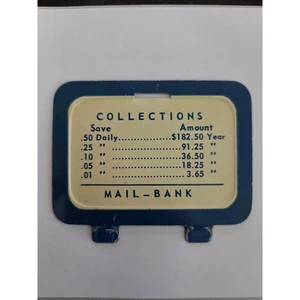 COLLECTIONS
Save Amount
.50 Daily...............$182.50 Year
.25 " ................... 91.25 "
.10 " ................... 36.50 "
.05 " ................... 18.25 "
.01 " ................... 3.65 "
MAIL-BANK